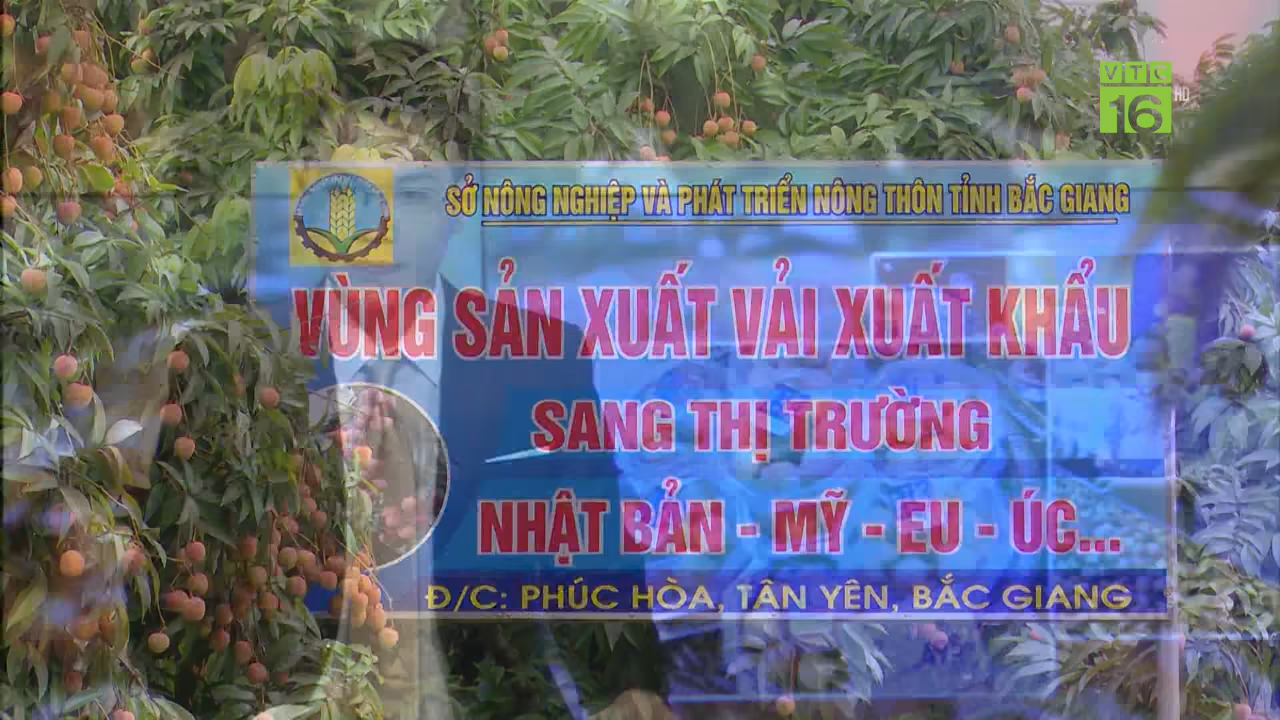 VTC
16
HD
SỞ NÔNG NGHIỆP VÀ PHÁT TRIỂN NÔNG THÔN TỈNH BẮC GIANG
VÙNG SẢN XUẤT VẢI XUẤT KHẨU
SANG THỊ TRƯỜNG
NHẬT BẢN - MỸ - EU - ÚC...
Đ/C: PHÚC HÒA, TÂN YÊN, BẮC GIANG